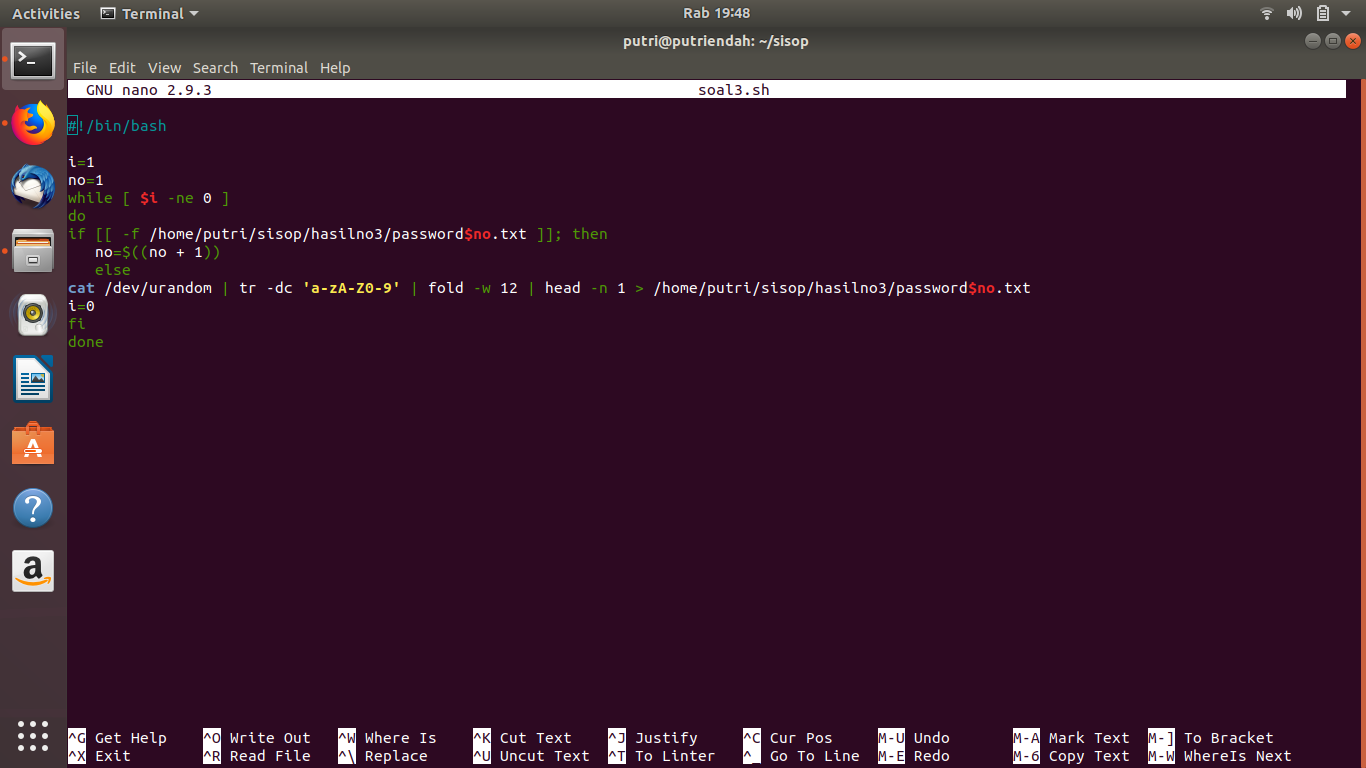 Activities Terminal Rab 19:48
putri@putriendah: ~/sisop
File Edit View Search Terminal Help
GNU nano 2.9.3 soal3.sh
#!/bin/bash
i=1
no=1
while [ $i -ne 0 ]
do
if [[ -f /home/putri/sisop/hasilno3/password$no.txt ]]; then
   no=$((no + 1))
   else
cat /dev/urandom | tr -dc 'a-zA-Z0-9' | fold -w 12 | head -n 1 > /home/putri/sisop/hasilno3/password$no.txt
i=0
fi
done
^G Get Help ^O Write Out ^W Where Is ^K Cut Text ^J Justify ^C Cur Pos M-U Undo M-A Mark Text M-] To Bracket
^X Exit ^R Read File ^\ Replace ^U Uncut Text ^T To Linter ^_ Go To Line M-E Redo M-6 Copy Text M-W WhereIs Next